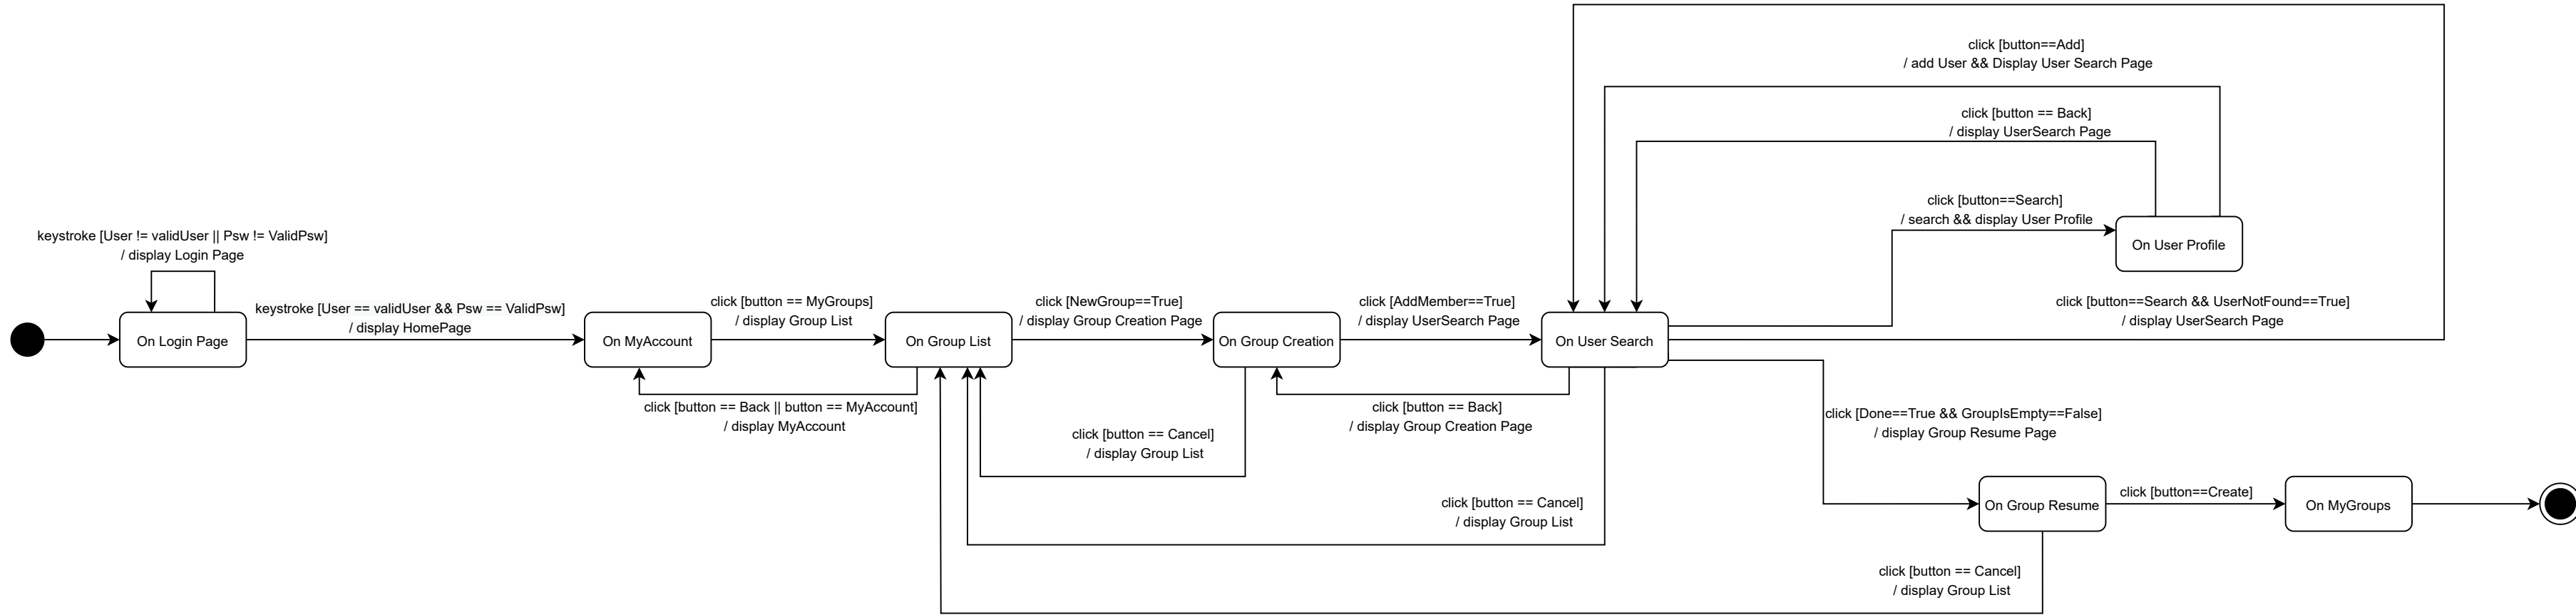 click [button==Add]
/ add User && Display User Search Page
click [button == Back]
/ display UserSearch Page
click [button==Search]
/ search && display User Profile
On User Profile
keystroke [User != validUser || Psw != ValidPsw]
/ display Login Page
keystroke [User == validUser && Psw == ValidPsw]
/ display HomePage
click [button == MyGroups]
/ display Group List
click [NewGroup==True]
/ display Group Creation Page
click [AddMember==True]
/ display UserSearch Page
click [button==Search && UserNotFound==True]
/ display UserSearch Page
On Login Page
On MyAccount
On Group List
On Group Creation
On User Search
click [button == Back || button == MyAccount]
/ display MyAccount
click [button == Cancel]
/ display Group List
click [button == Back]
/ display Group Creation Page
click [Done==True && GroupIsEmpty==False]
/ display Group Resume Page
click [button == Cancel]
/ display Group List
On Group Resume
click [button==Create]
On MyGroups
click [button == Cancel]
/ display Group List